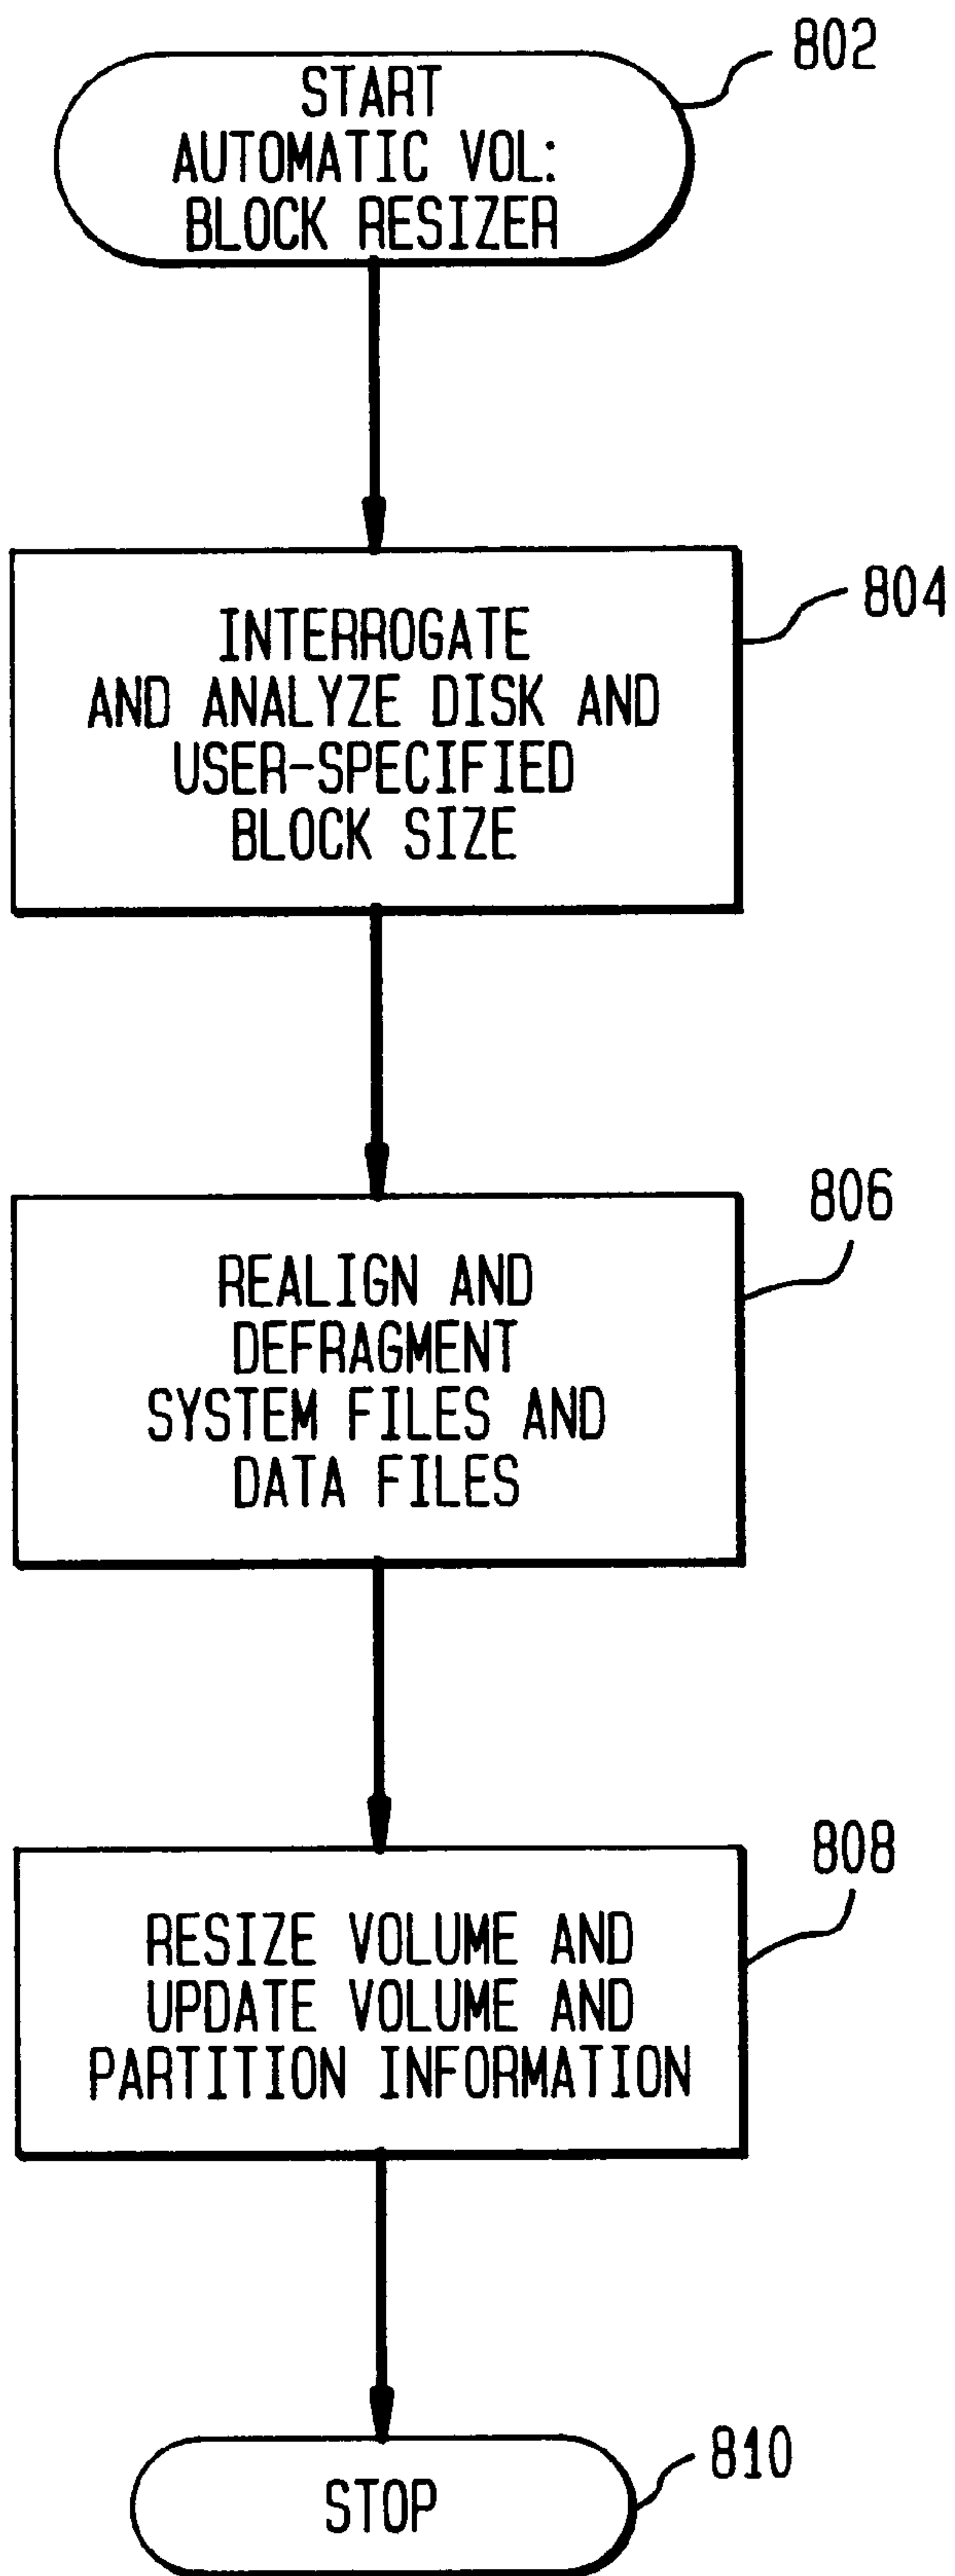 802
START
AUTOMATIC VOL:
BLOCK RESIZER
804
INTERROGATE
AND ANALYZE DISK AND
USER-SPECIFIED
BLOCK SIZE
806
REALIGN AND
DEFRAGMENT
SYSTEM FILES AND
DATA FILES
808
RESIZE VOLUME AND
UPDATE VOLUME AND
PARTITION INFORMATION
810
STOP